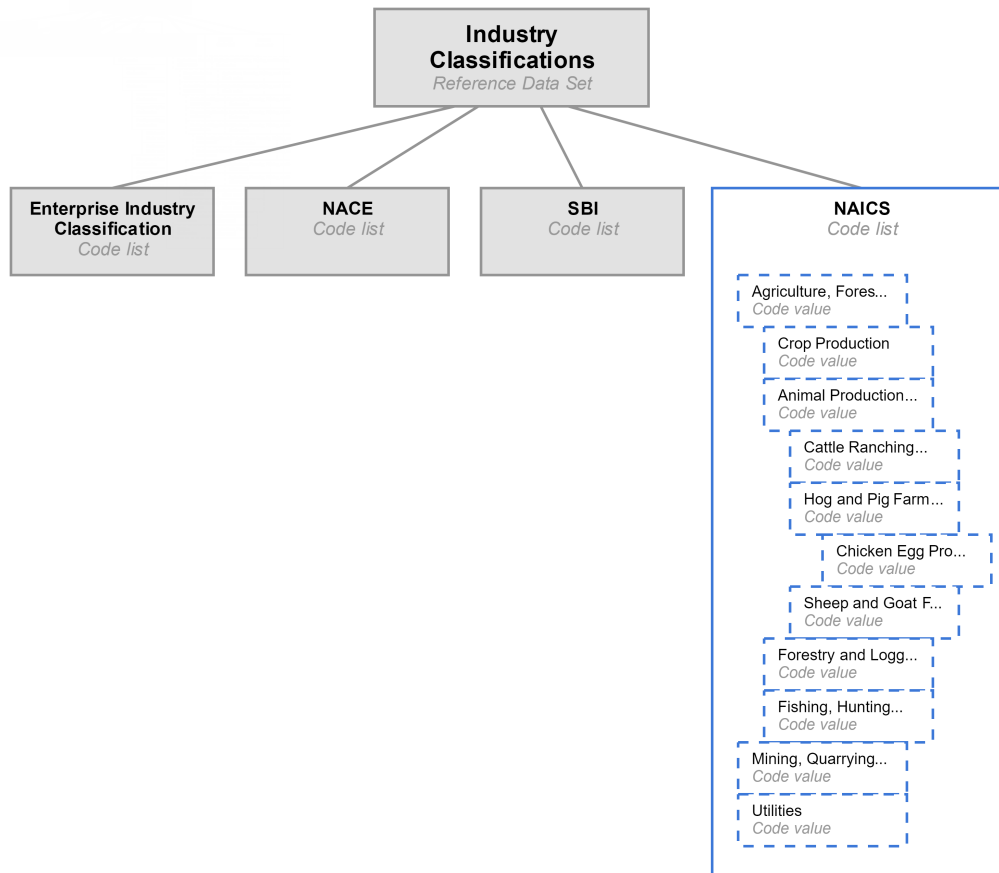 Industry
Classifications
Reference Data Set
Enterprise Industry
Classification
Code list
NACE
Code list
SBI
Code list
NAICS
Code list
Agriculture, Fores...
Code value
Crop Production
Code value
Animal Production...
Code value
Cattle Ranching...
Code value
Hog and Pig Farm...
Code value
Chicken Egg Pro...
Code value
Sheep and Goat F...
Code value
Forestry and Logg...
Code value
Fishing, Hunting...
Code value
Mining, Quarrying...
Code value
Utilities
Code value